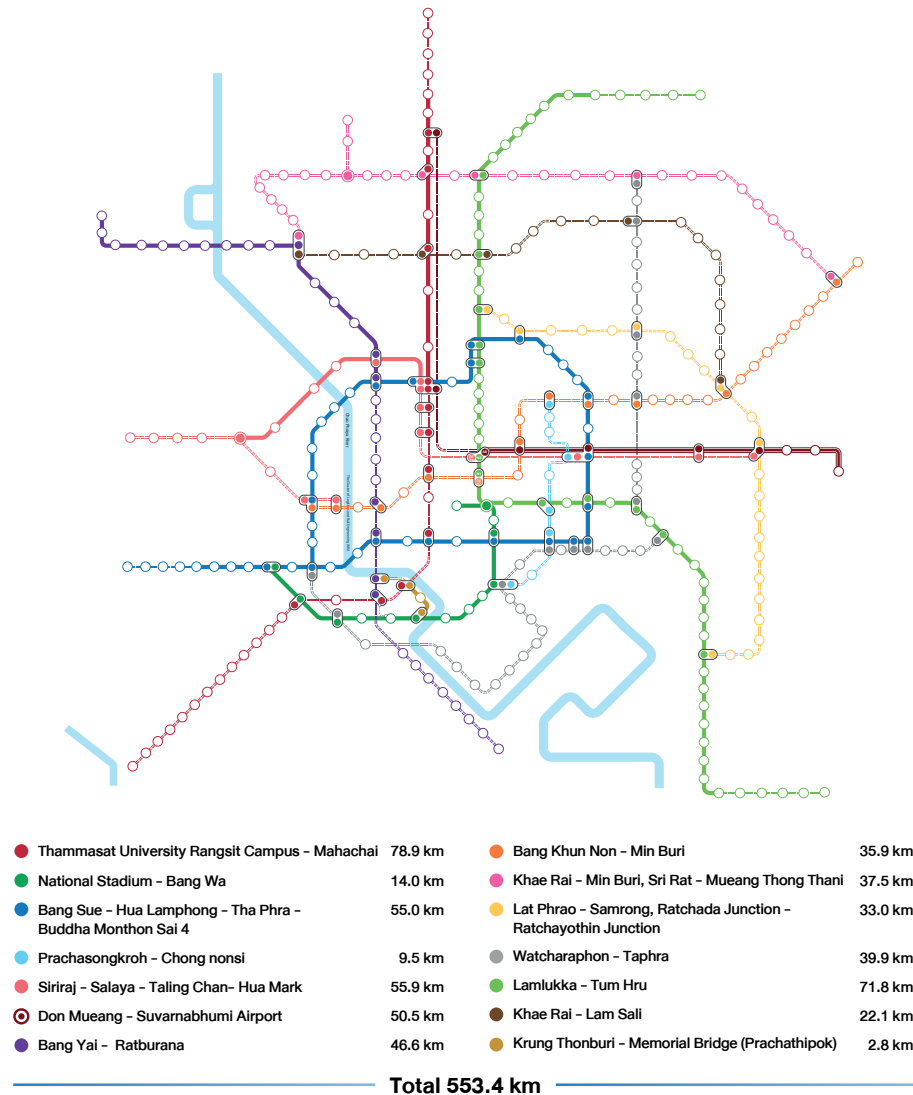 Chao Phraya River
Thammasat University Rangsit Campus - Mahachai 78.9 km
National Stadium - Bang Wa 14.0 km
Bang Sue - Hua Lamphong - Tha Phra -
Buddha Monthon Sai 4 55.0 km
Prachasongkroh - Chong nonsi 9.5 km
Siriraj - Salaya - Taling Chan- Hua Mark 55.9 km
Don Mueang - Suvarnabhumi Airport 50.5 km
Bang Yai - Ratburana 46.6 km
Bang Khun Non - Min Buri 35.9 km
Khae Rai - Min Buri, Sri Rat - Mueang Thong Thani 37.5 km
Lat Phrao - Samrong, Ratchada Junction -
Ratchayothin Junction 33.0 km
Watcharaphon - Taphra 39.9 km
Lamlukka - Tum Hru 71.8 km
Khae Rai - Lam Sali 22.1 km
Krung Thonburi - Memorial Bridge (Prachathipok) 2.8 km
Total 553.4 km